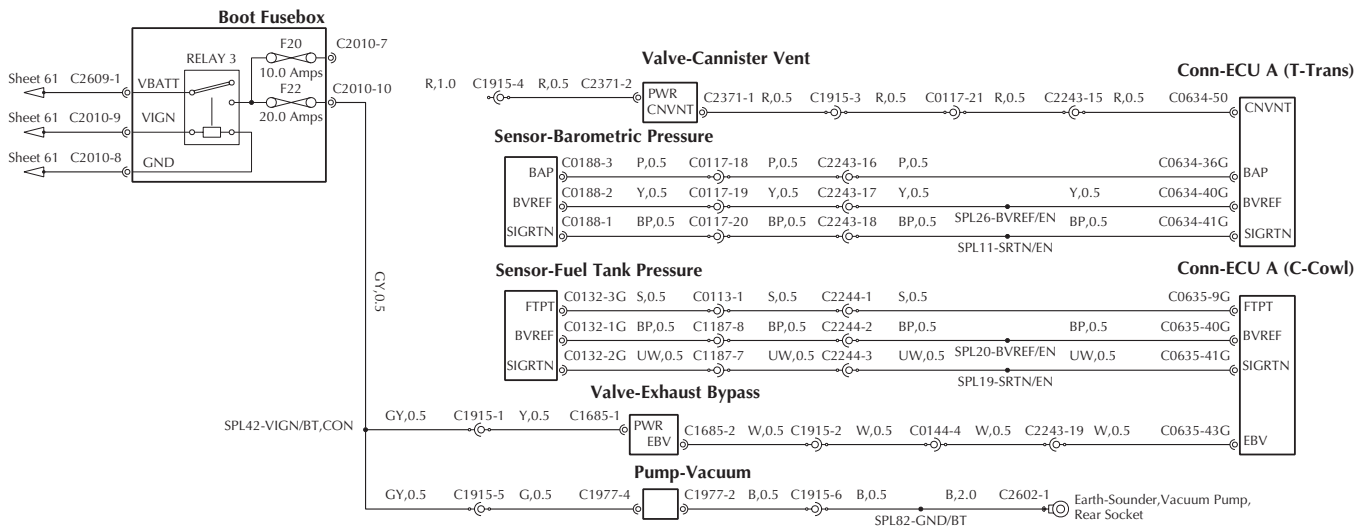 Boot Fusebox
F20
C2010-7
RELAY 3
10.0 Amps
Sheet 61 C2609-1
VBATT
F22
C2010-10
20.0 Amps
Sheet 61 C2010-9
VIGN
Sheet 61 C2010-8
GND
GY,0.5
Valve-Cannister Vent
R,1.0 C1915-4 R,0.5 C2371-2
PWR
CNVNT
C2371-1 R,0.5 C1915-3 R,0.5 C0117-21 R,0.5 C2243-15 R,0.5 C0634-50
Conn-ECU A (T-Trans)
CNVNT
Sensor-Barometric Pressure
BAP C0188-3 P,0.5 C0117-18 P,0.5 C2243-16 P,0.5 C0634-36G BAP
BVREF C0188-2 Y,0.5 C0117-19 Y,0.5 C2243-17 Y,0.5 Y,0.5 C0634-40G BVREF
SPL26-BVREF/EN
SIGRTN C0188-1 BP,0.5 C0117-20 BP,0.5 C2243-18 BP,0.5 BP,0.5 C0634-41G SIGRTN
SPL11-SRTN/EN
Sensor-Fuel Tank Pressure
Conn-ECU A (C-Cowl)
FTPT C0132-3G S,0.5 C0113-1 S,0.5 C2244-1 S,0.5 C0635-9G FTPT
BVREF C0132-1G BP,0.5 C1187-8 BP,0.5 C2244-2 BP,0.5 BP,0.5 C0635-40G BVREF
SPL20-BVREF/EN
SIGRTN C0132-2G UW,0.5 C1187-7 UW,0.5 C2244-3 UW,0.5 UW,0.5 C0635-41G SIGRTN
SPL19-SRTN/EN
Valve-Exhaust Bypass
SPL42-VIGN/BT,CON
GY,0.5 C1915-1 Y,0.5 C1685-1
PWR
EBV
C1685-2 W,0.5 C1915-2 W,0.5 C0144-4 W,0.5 C2243-19 W,0.5 C0635-43G EBV
Pump-Vacuum
GY,0.5 C1915-5 G,0.5 C1977-4 C1977-2 B,0.5 C1915-6 B,0.5 B,2.0 C2602-1
SPL82-GND/BT
Earth-Sounder,Vacuum Pump,
Rear Socket